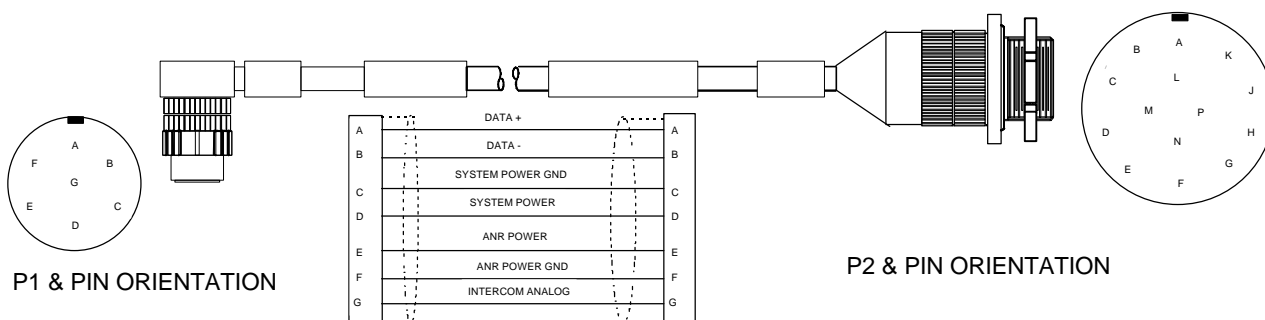 A
F
B
G
E
C
D
P1 & PIN ORIENTATION
DATA +
A
A
DATA -
B
B
SYSTEM POWER GND
C
C
SYSTEM POWER
D
D
ANR POWER
E
E
ANR POWER GND
F
F
INTERCOM ANALOG
G
G
A
B
K
L
C
J
M
P
D
H
N
E
G
F
P2 & PIN ORIENTATION